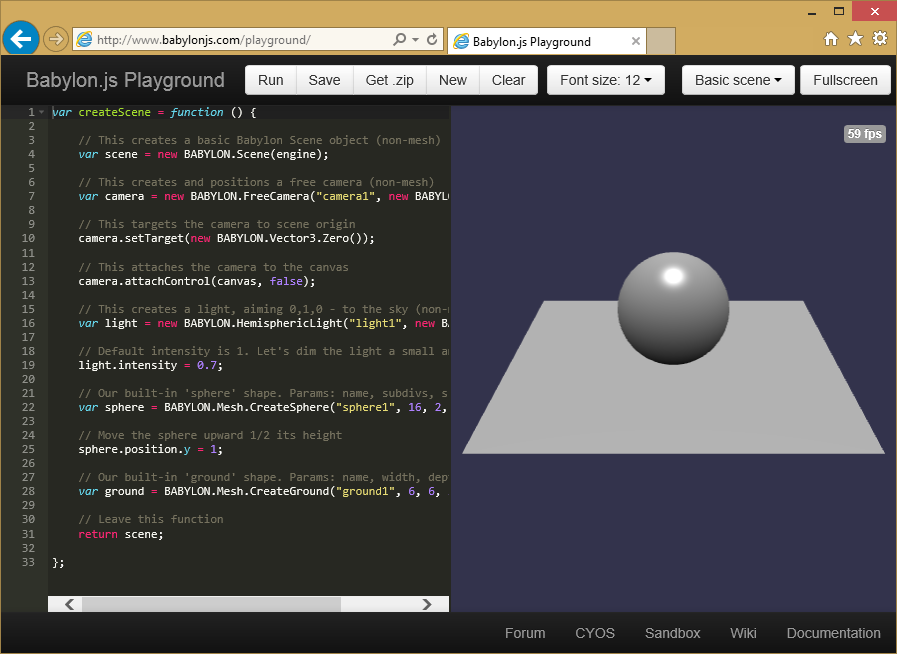 http://www.babylonjs.com/playground/
Babylon.js Playground
Babylon.js Playground
Run Save Get .zip New Clear Font size: 12 Basic scene Fullscreen
1 var createScene = function () {
2
3 // This creates a basic Babylon Scene object (non-mesh)
4 var scene = new BABYLON.Scene(engine);
5
6 // This creates and positions a free camera (non-mesh)
7 var camera = new BABYLON.FreeCamera("camera1", new BABYL
8
9 // This targets the camera to scene origin
10 camera.setTarget(new BABYLON.Vector3.Zero());
11
12 // This attaches the camera to the canvas
13 camera.attachControl(canvas, false);
14
15 // This creates a light, aiming 0,1,0 - to the sky (non-
16 var light = new BABYLON.HemisphericLight("light1", new B
17
18 // Default intensity is 1. Let's dim the light a small a
19 light.intensity = 0.7;
20
21 // Our built-in 'sphere' shape. Params: name, subdivs, s
22 var sphere = BABYLON.Mesh.CreateSphere("sphere1", 16, 2,
23
24 // Move the sphere upward 1/2 its height
25 sphere.position.y = 1;
26
27 // Our built-in 'ground' shape. Params: name, width, dep
28 var ground = BABYLON.Mesh.CreateGround("ground1", 6, 6,
29
30 // Leave this function
31 return scene;
32
33 };
59 fps
Forum CYOS Sandbox Wiki Documentation